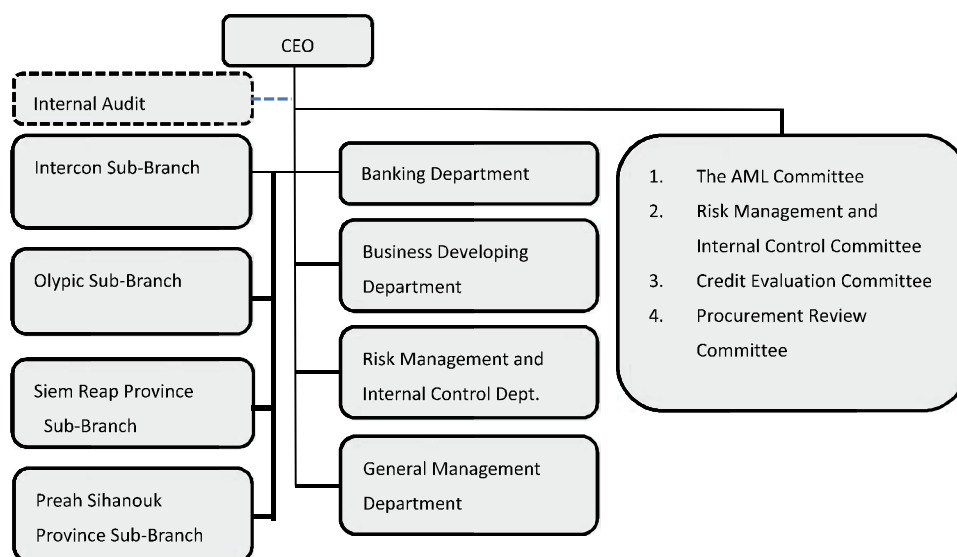 CEO
Internal Audit
Intercon Sub-Branch
Olypic Sub-Branch
Siem Reap Province
Sub-Branch
Preah Sihanouk
Province Sub-Branch
Banking Department
Business Developing
Department
Risk Management and
Internal Control Dept.
General Management
Department
1. The AML Committee
2. Risk Management and
Internal Control Committee
3. Credit Evaluation Committee
4. Procurement Review
Committee